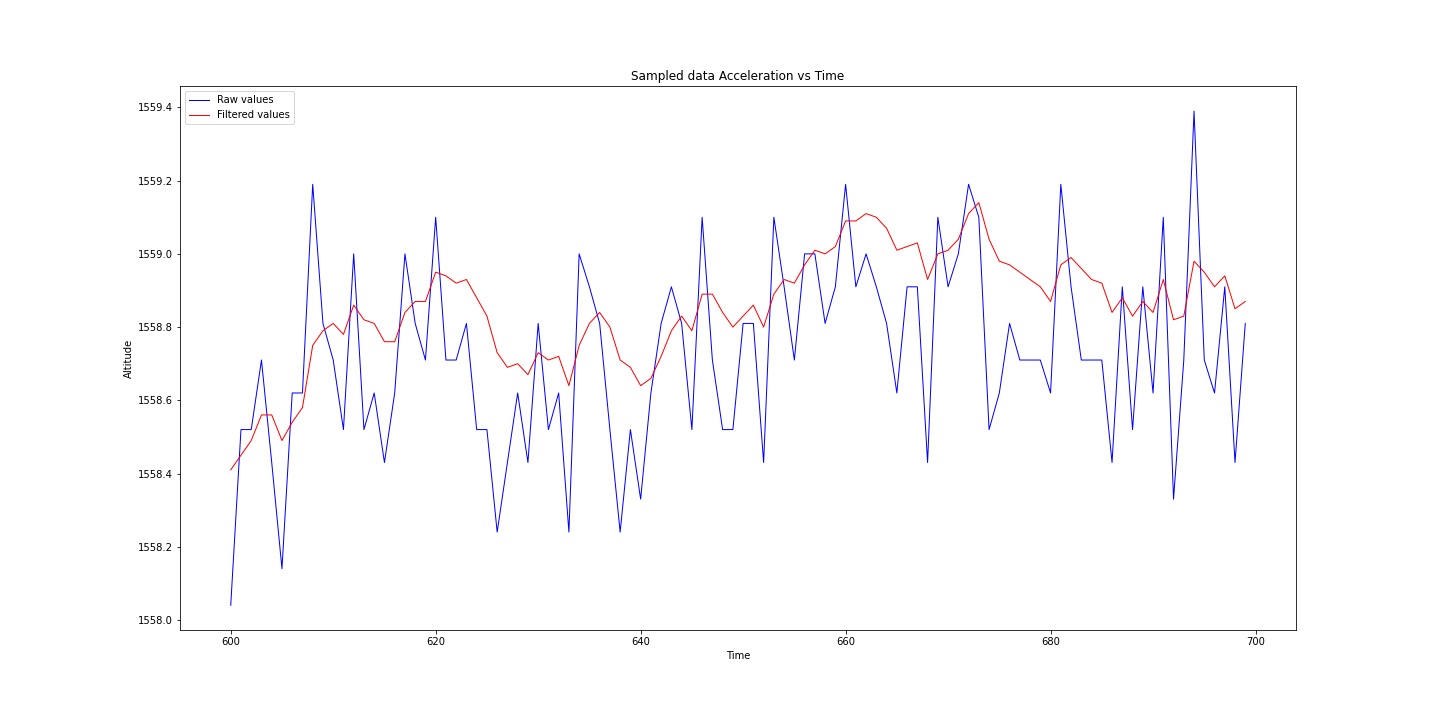 Sampled data Acceleration vs Time
Raw values
Filtered values
1559.4
1559.2
1559.0
1558.8
1558.6
1558.4
1558.2
1558.0
Altitude
600 620 640 660 680 700
Time